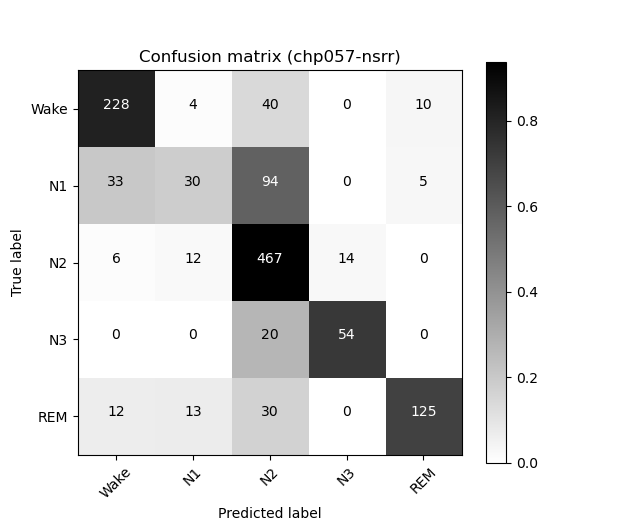 Confusion matrix (chp057-nsrr)
True label
Wake 228 4 40 0 10
N1 33 30 94 0 5
N2 6 12 467 14 0
N3 0 0 20 54 0
REM 12 13 30 0 125
Wake N1 N2 N3 REM
Predicted label
0.8
0.6
0.4
0.2
0.0